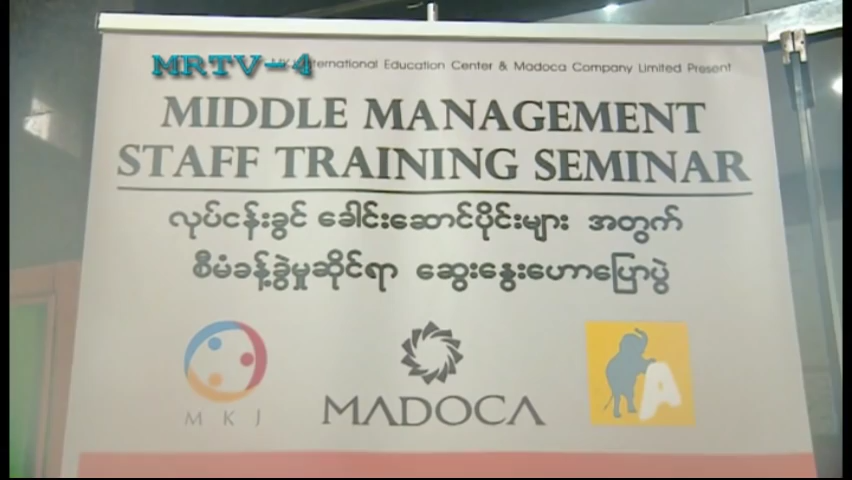 MRTV-4
International Education Center & Madoca Company Limited Present
MIDDLE MANAGEMENT
STAFF TRAINING SEMINAR
လုပ်ငန်းခွင် ခေါင်းဆောင်ပိုင်းများ အတွက်
စီမံခန့်ခွဲမှုဆိုင်ရာ ဆွေးနွေးဟောပြောပွဲ
MKJ
MADOCA
A